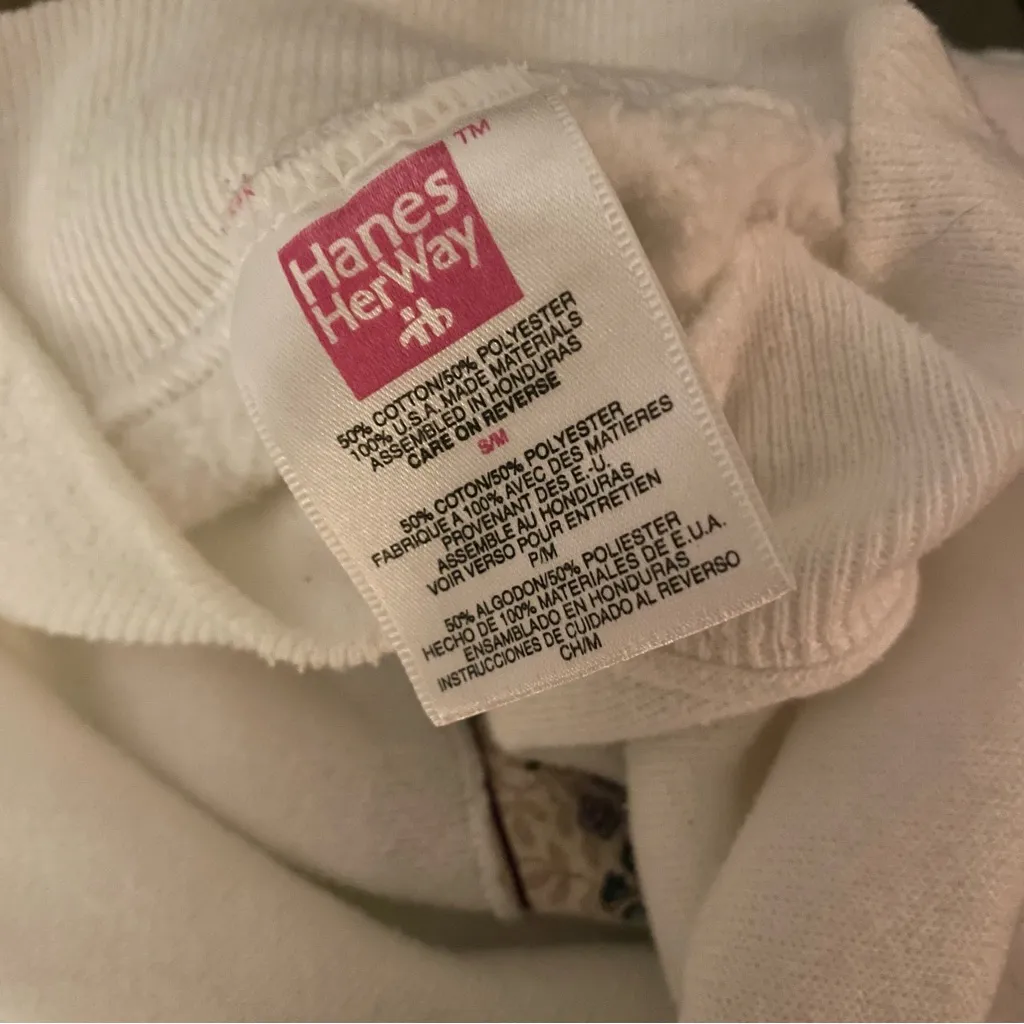 TM
Hanes
HerWay
50% COTTON/50% POLYESTER
100% U.S.A. MADE MATERIALS
ASSEMBLED IN HONDURAS
CARE ON REVERSE
S/M
50% COTON/50% POLYESTER
FABRIQUE A 100% AVEC DES MATIERES
PROVENANT DES E.-U.
ASSEMBLE AU HONDURAS
VOIR VERSO POUR ENTRETIEN
P/M
50% ALGODON/50% POLIESTER
HECHO DE 100% MATERIALES DE E.U.A.
ENSAMBLADO EN HONDURAS
INSTRUCCIONES DE CUIDADO AL REVERSO
CH/M